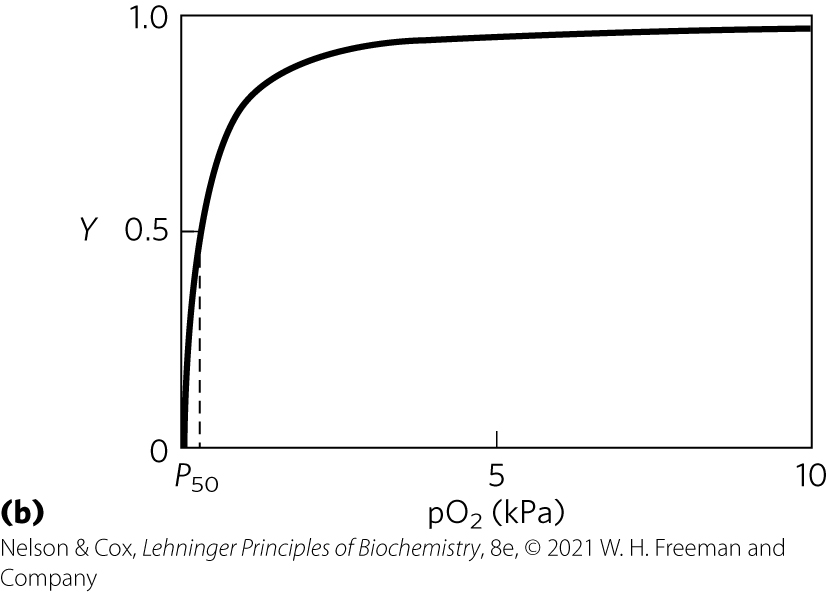 1.0
Y 0.5
0
P50 5 10
(b) pO2 (kPa)
Nelson & Cox, Lehninger Principles of Biochemistry, 8e, © 2021 W. H. Freeman and
Company